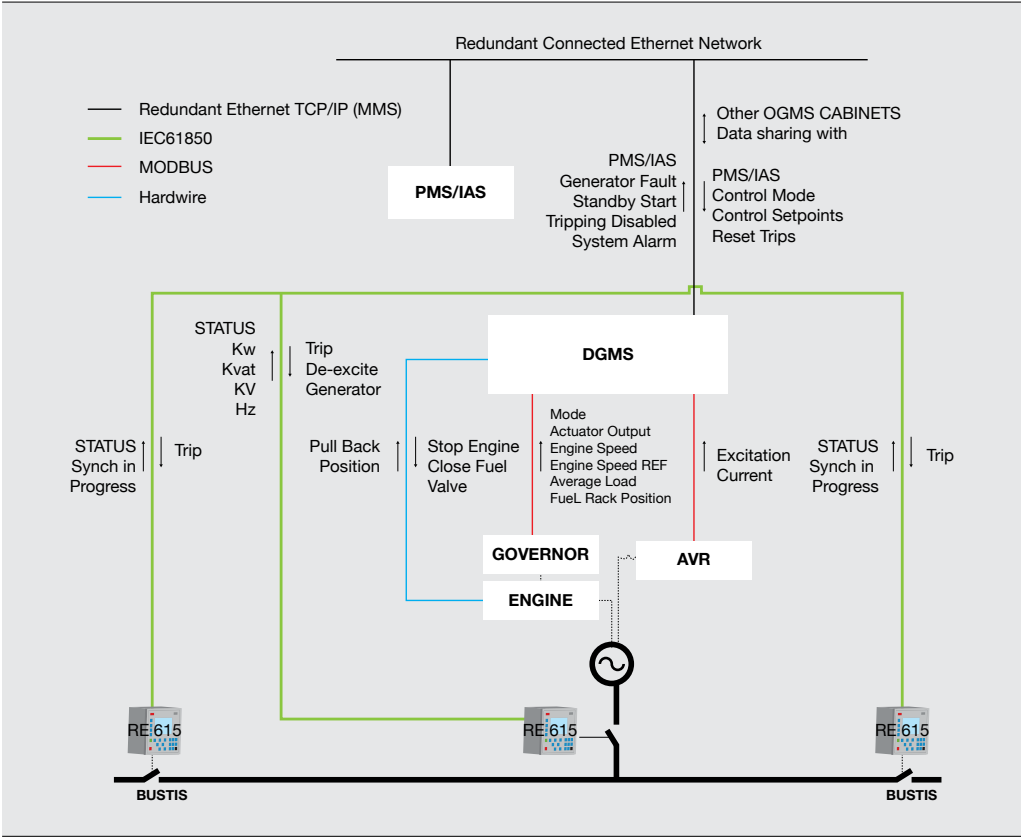 Redundant Connected Ethernet Network
Redundant Ethernet TCP/IP (MMS)
IEC61850
MODBUS
Hardwire
PMS/IAS
Other OGMS CABINETS
Data sharing with
PMS/IAS
Generator Fault
Standby Start
Tripping Disabled
System Alarm
PMS/IAS
Control Mode
Control Setpoints
Reset Trips
STATUS
Kw
Kvat
KV
Hz
Trip
De-excite
Generator
DGMS
STATUS
Synch in
Progress
Trip
Pull Back
Position
Stop Engine
Close Fuel
Valve
Mode
Actuator Output
Engine Speed
Engine Speed REF
Average Load
FueL Rack Position
Excitation
Current
STATUS
Synch in
Progress
Trip
GOVERNOR
ENGINE
AVR
RE 615
RE 615
RE 615
BUSTIS
BUSTIS